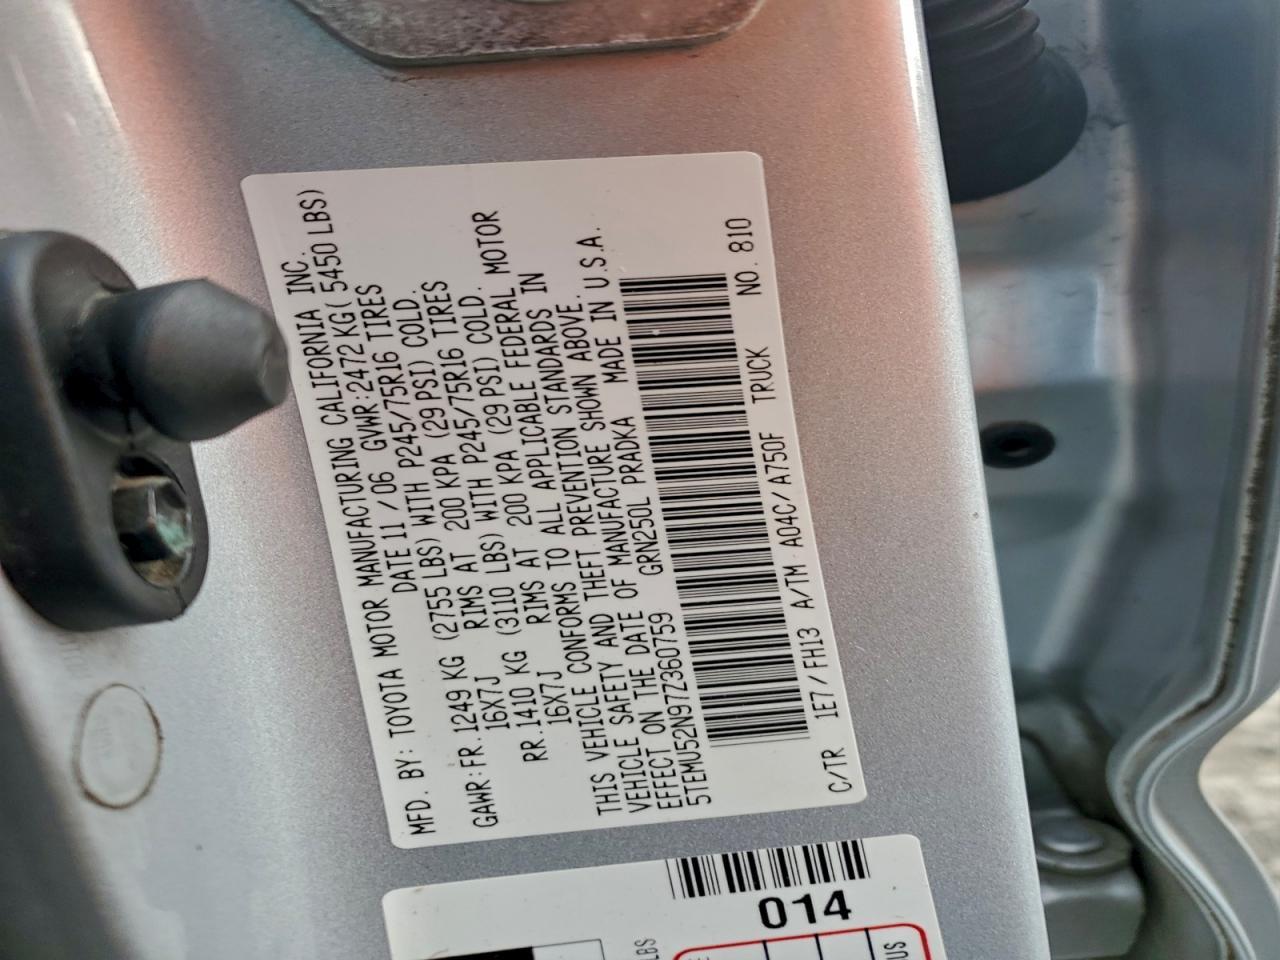 MFD. BY: TOYOTA MOTOR MANUFACTURING CALIFORNIA INC.
DATE 11 / 06 GVWR:2472 KG( 5450 LBS)
GAWR:FR.1249 KG (2755 LBS) WITH P245/75R16 TIRES
16X7J RIMS AT 200 KPA (29 PSI) COLD.
RR.1410 KG (3110 LBS) WITH P245/75R16 TIRES
16X7J RIMS AT 200 KPA (29 PSI) COLD.
THIS VEHICLE CONFORMS TO ALL APPLICABLE FEDERAL MOTOR
VEHICLE SAFETY AND THEFT PREVENTION STANDARDS IN
EFFECT ON THE DATE OF MANUFACTURE SHOWN ABOVE.
5TEMU52N97Z360759 GRN250L PRADKA MADE IN U.S.A.
C/TR 1E7/FH13 A/TM A04C/A750F TRUCK NO. 810
014
LBS
US